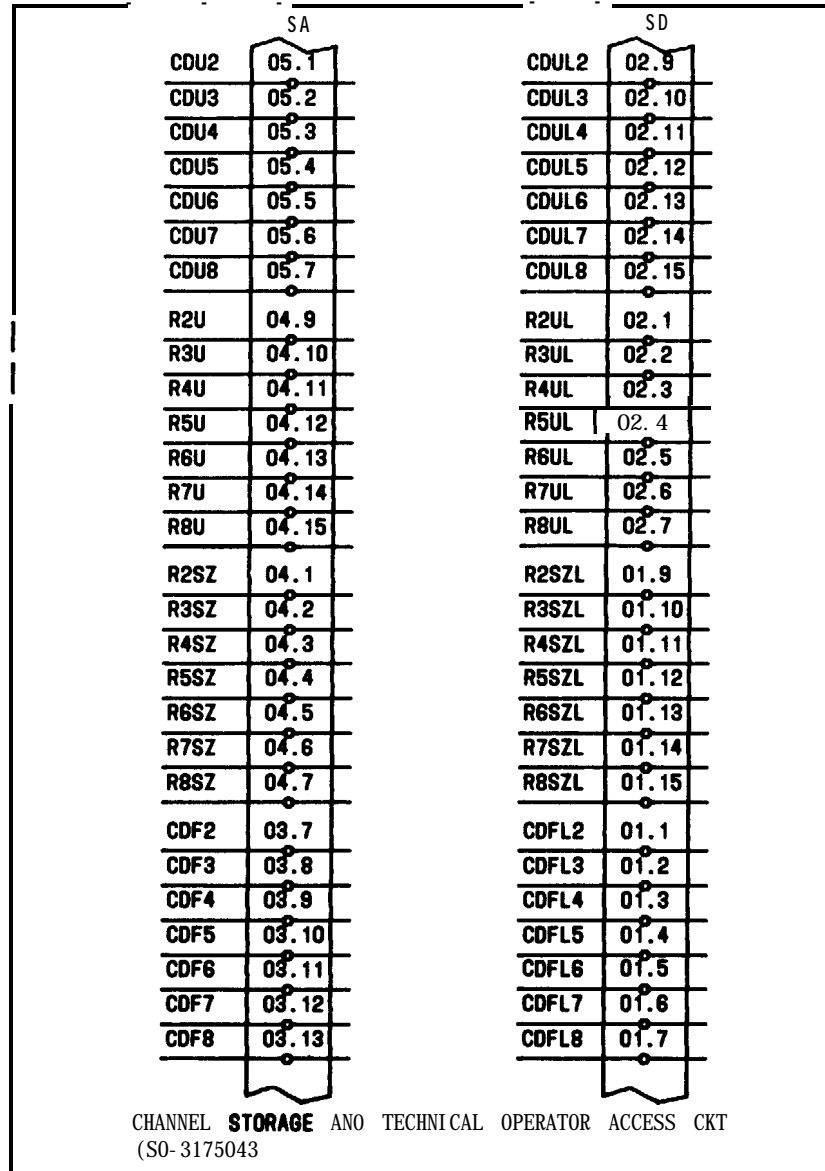 SA SD
CDU2 05.1 CDUL2 02.9
CDU3 05.2 CDUL3 02.10
CDU4 05.3 CDUL4 02.11
CDU5 05.4 CDUL5 02.12
CDU6 05.5 CDUL6 02.13
CDU7 05.6 CDUL7 02.14
CDU8 05.7 CDUL8 02.15
R2U 04.9 R2UL 02.1
R3U 04.10 R3UL 02.2
R4U 04.11 R4UL 02.3
R5U 04.12 R5UL 02.4
R6U 04.13 R6UL 02.5
R7U 04.14 R7UL 02.6
R8U 04.15 R8UL 02.7
R2SZ 04.1 R2SZL 01.9
R3SZ 04.2 R3SZL 01.10
R4SZ 04.3 R4SZL 01.11
R5SZ 04.4 R5SZL 01.12
R6SZ 04.5 R6SZL 01.13
R7SZ 04.6 R7SZL 01.14
R8SZ 04.7 R8SZL 01.15
CDF2 03.7 CDFL2 01.1
CDF3 03.8 CDFL3 01.2
CDF4 03.9 CDFL4 01.3
CDF5 03.10 CDFL5 01.4
CDF6 03.11 CDFL6 01.5
CDF7 03.12 CDFL7 01.6
CDF8 03.13 CDFL8 01.7
CHANNEL STORAGE ANO TECHNICAL OPERATOR ACCESS CKT
(SO-3175043